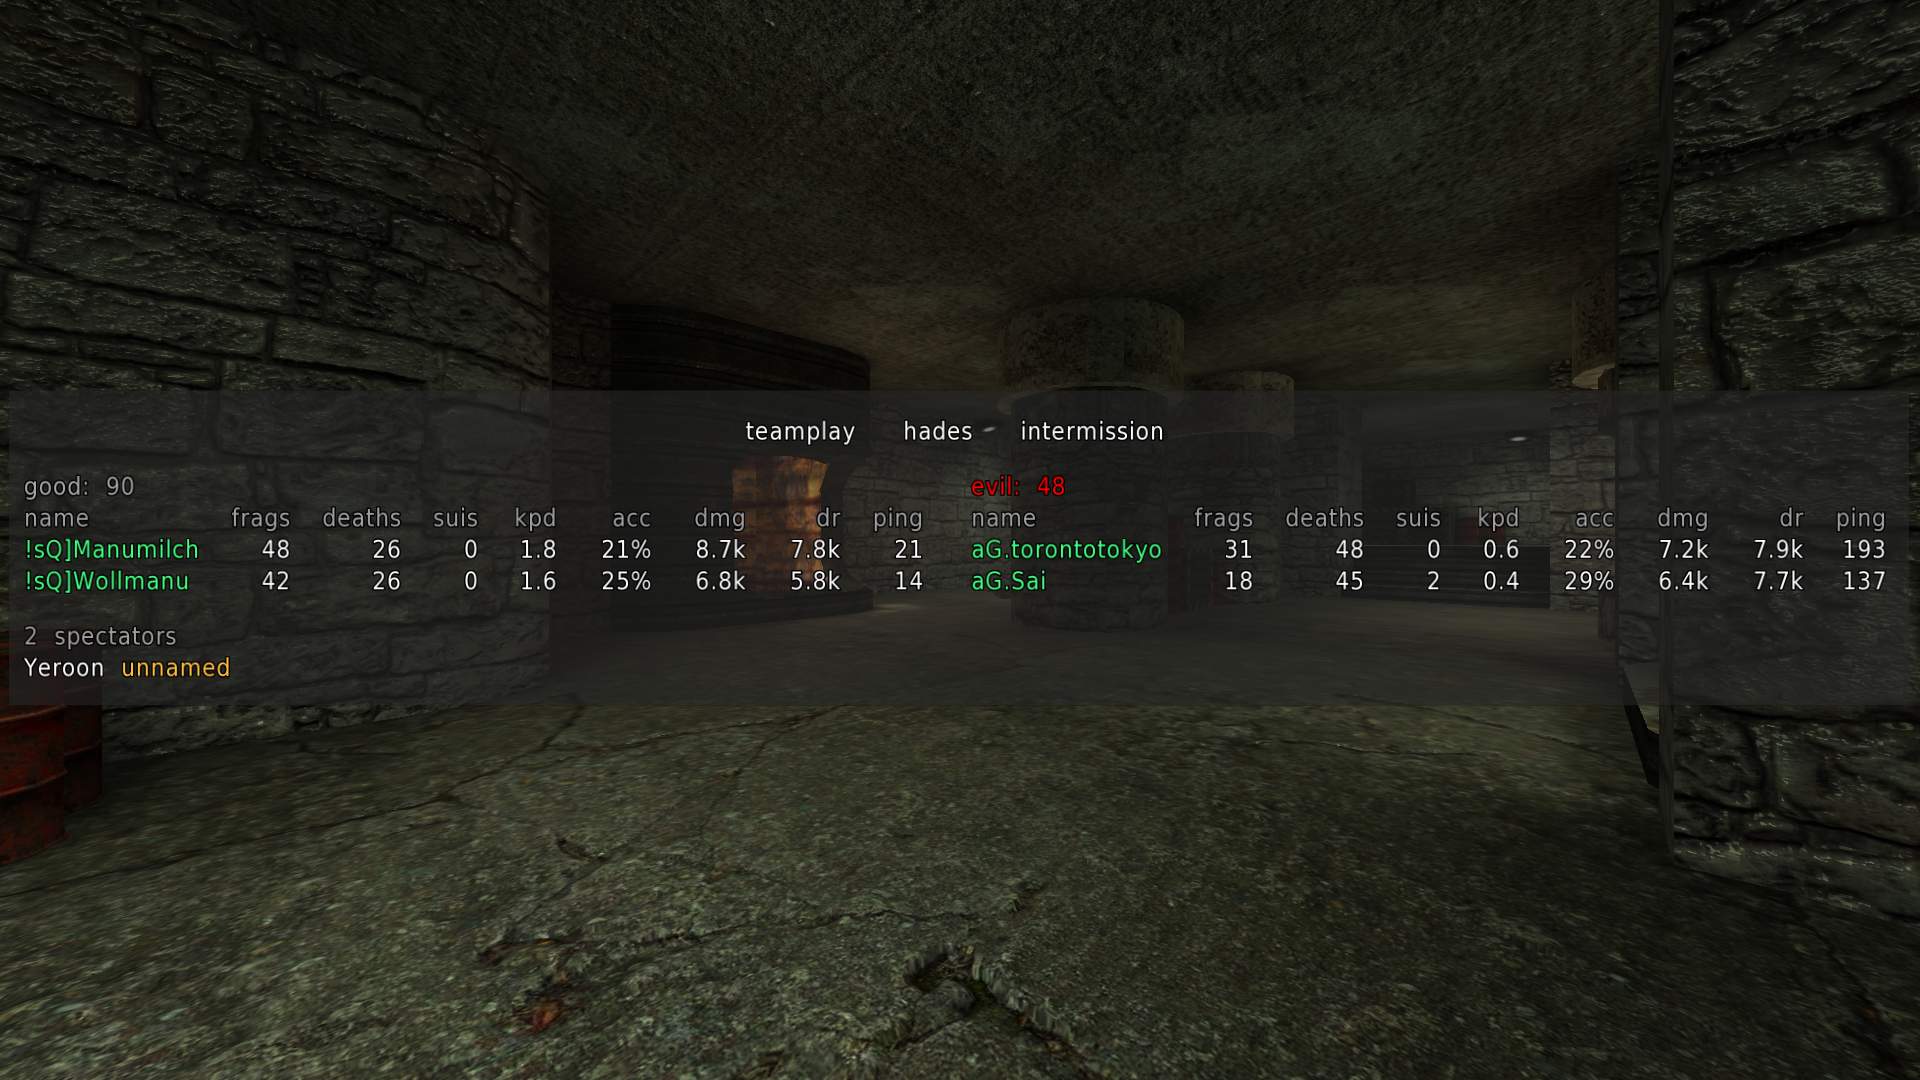 teamplay hades intermission
good: 90
name frags deaths suis kpd acc dmg dr ping
!sQ]Manumilch 48 26 0 1.8 21% 8.7k 7.8k 21
!sQ]Wollmanu 42 26 0 1.6 25% 6.8k 5.8k 14
evil: 48
name frags deaths suis kpd acc dmg dr ping
aG.torontotokyo 31 48 0 0.6 22% 7.2k 7.9k 193
aG.Sai 18 45 2 0.4 29% 6.4k 7.7k 137
2 spectators
Yeroon unnamed